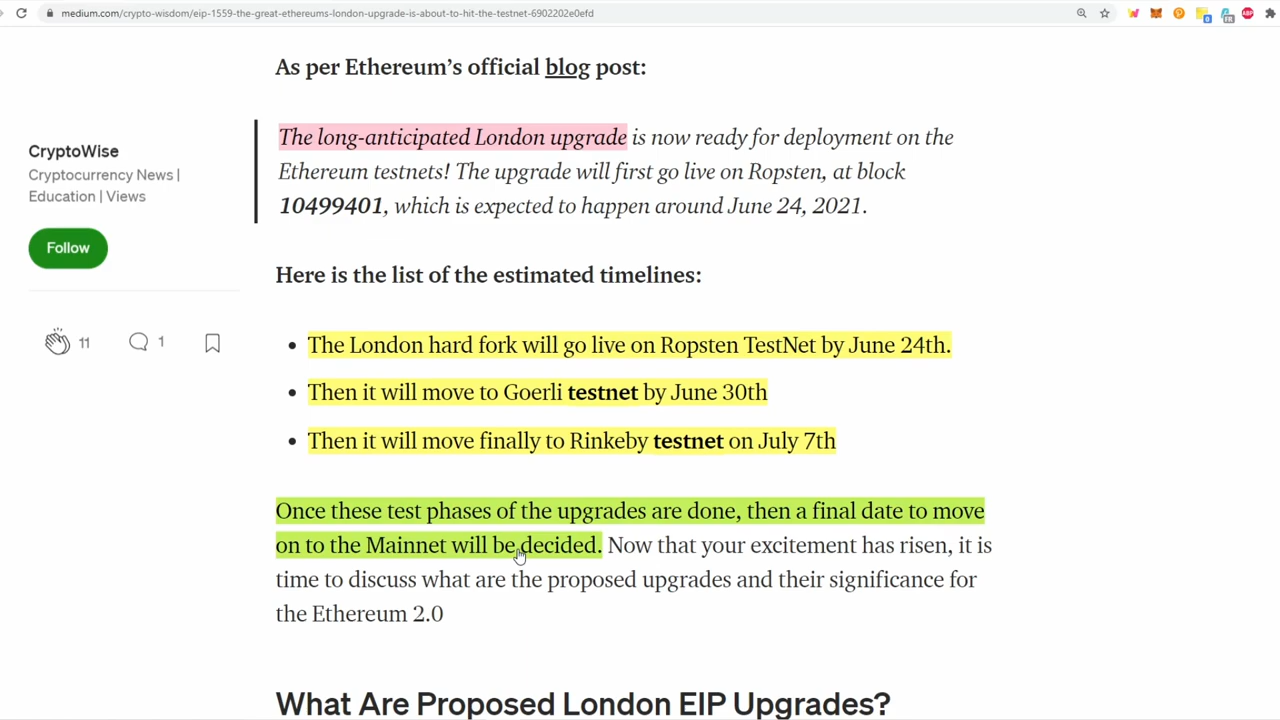 medium.com/crypto-wisdom/eip-1559-the-great-ethereums-london-upgrade-is-about-to-hit-the-testnet-6902202e0efd
0
FR
ABP
As per Ethereum’s official blog post:
CryptoWise
Cryptocurrency News |
Education | Views
Follow
11
1
The long-anticipated London upgrade is now ready for deployment on the
Ethereum testnets! The upgrade will first go live on Ropsten, at block
10499401, which is expected to happen around June 24, 2021.
Here is the list of the estimated timelines:
• The London hard fork will go live on Ropsten TestNet by June 24th.
• Then it will move to Goerli testnet by June 30th
• Then it will move finally to Rinkeby testnet on July 7th
Once these test phases of the upgrades are done, then a final date to move
on to the Mainnet will be decided. Now that your excitement has risen, it is
time to discuss what are the proposed upgrades and their significance for
the Ethereum 2.0
What Are Proposed London EIP Upgrades?